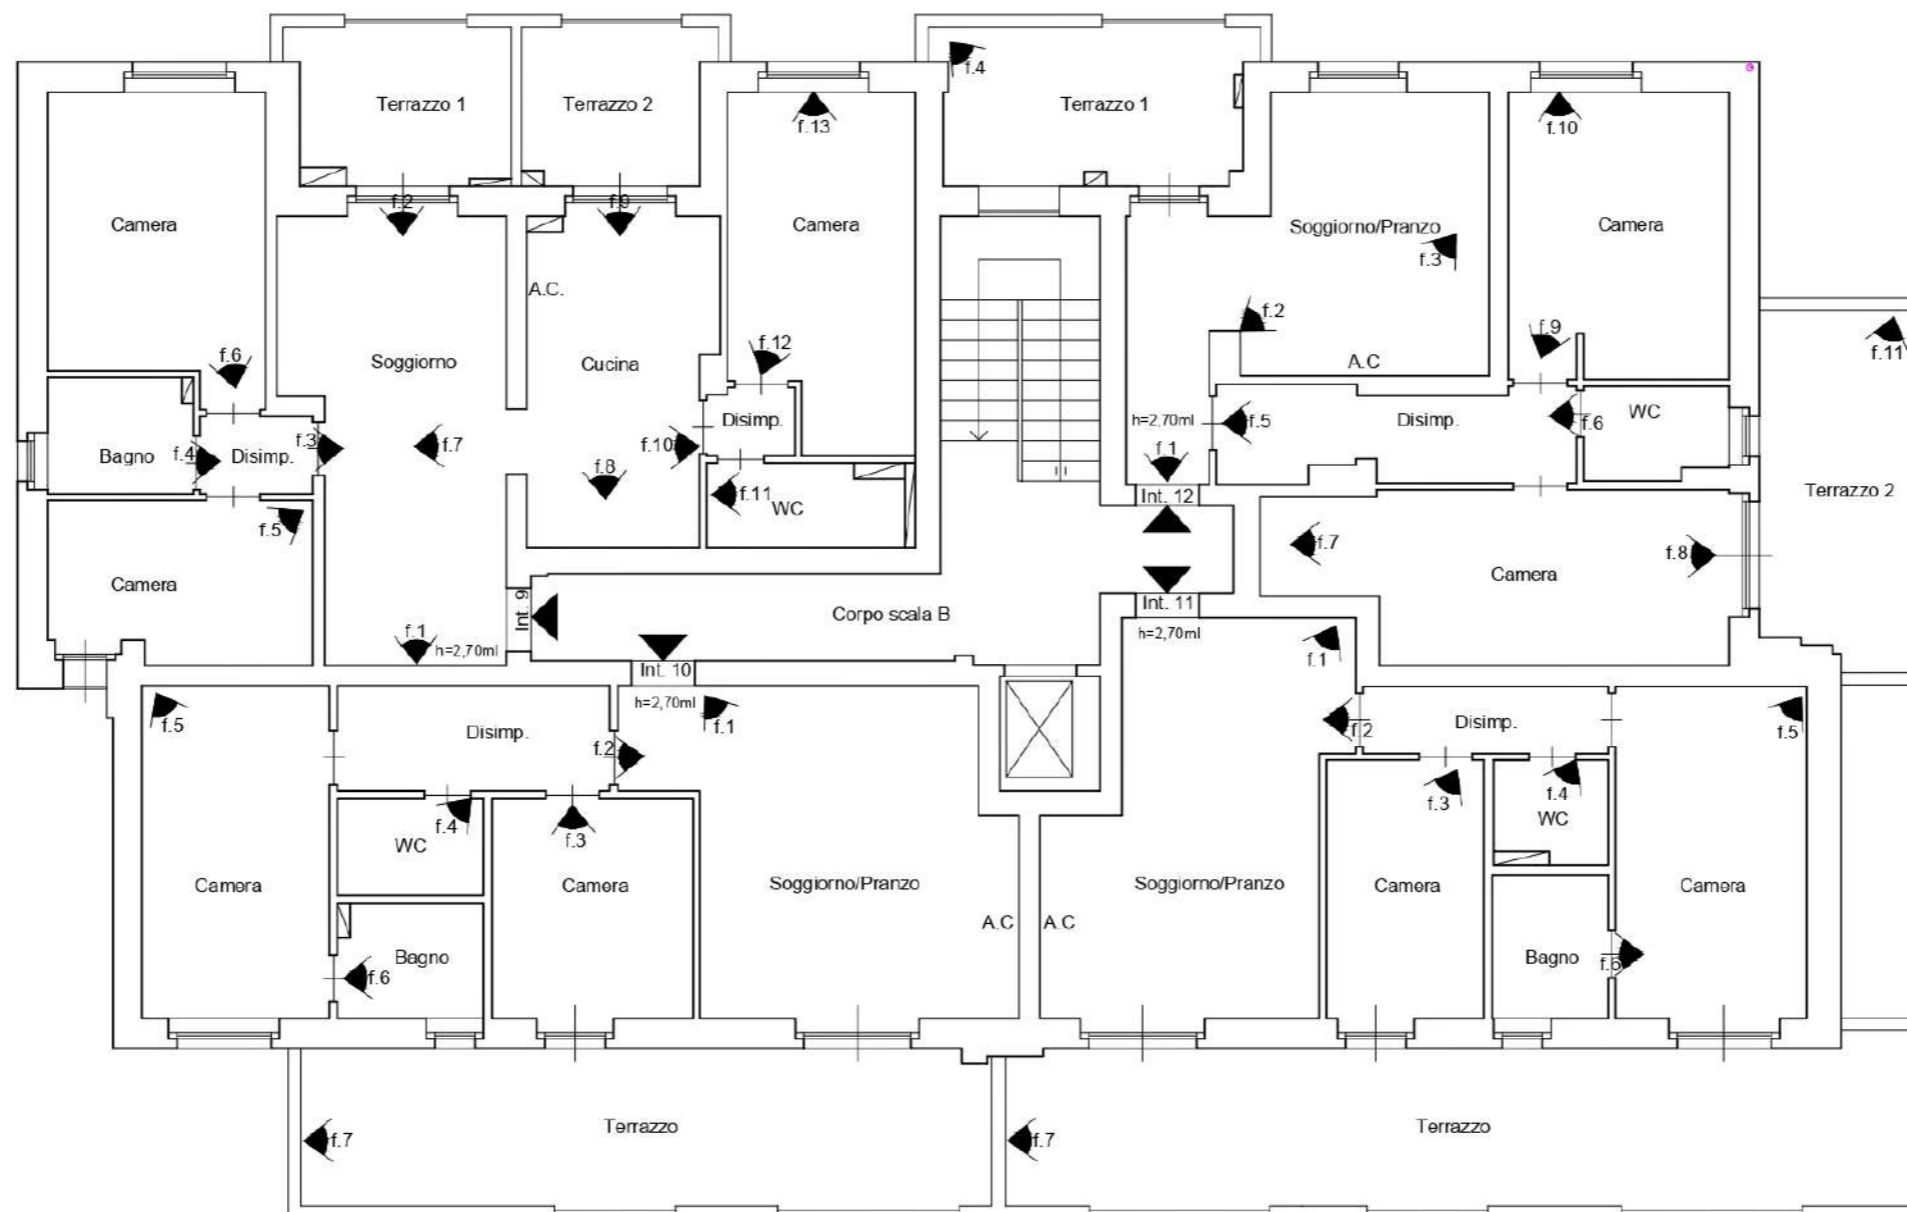 f.4
Terrazzo 1
Terrazzo 2
Terrazzo 1
f.13
f.10
f.2
f.9
Camera
Camera
Soggiorno/Pranzo
Camera
f.3
A.C.
f.2
f.9
f.12
f.11
f.6
Soggiorno
Cucina
A.C
Disimp.
h=2,70ml
f.5
Disimp.
f.6
WC
f.3
f.7
f.10
f.4
Bagno
Disimp.
f.1
f.8
f.11
WC
Int. 12
Terrazzo 2
f.5
f.7
f.8
Camera
Camera
Int. 9
Corpo scala B
Int. 11
f.1
h=2,70ml
h=2,70ml
f.1
Int. 10
h=2,70ml
f.5
f.1
Disimp.
f.2
f.2
Disimp.
f.5
f.4
WC
f.3
f.3
f.4
WC
Camera
Camera
Soggiorno/Pranzo
Soggiorno/Pranzo
Camera
Camera
A.C
A.C
Bagno
f.6
Bagno
f.6
Terrazzo
Terrazzo
f.7
f.7